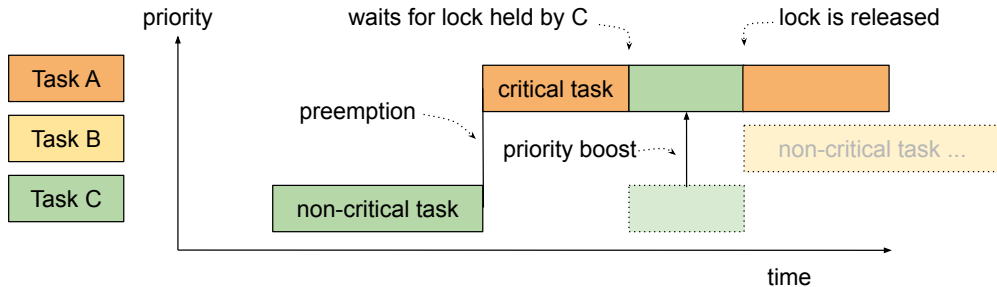 priority
waits for lock held by C
lock is released
Task A
critical task
preemption
Task B
priority boost
non-critical task ...
Task C
non-critical task
time